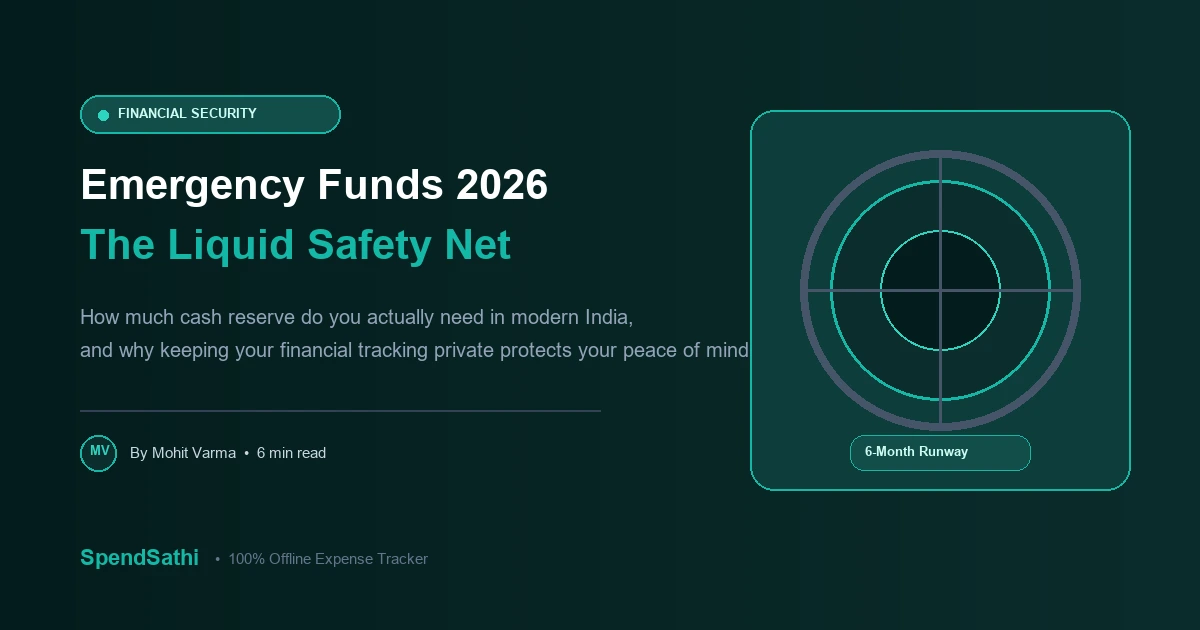 FINANCIAL SECURITY
Emergency Funds 2026
The Liquid Safety Net
How much cash reserve do you actually need in modern India,
and why keeping your financial tracking private protects your peace of mind
MV
By Mohit Varma • 6 min read
6-Month Runway
SpendSathi • 100% Offline Expense Tracker